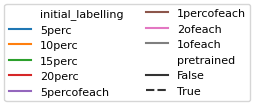 initial_labelling
5perc
10perc
15perc
20perc
5percofeach
1percofeach
2ofeach
1ofeach
pretrained
False
True